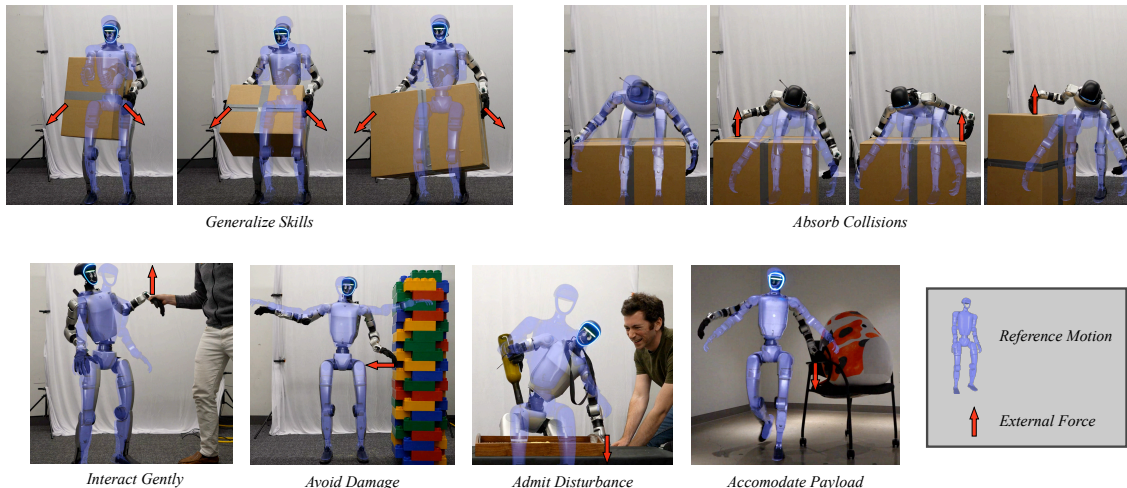 Generalize Skills
Absorb Collisions
Interact Gently
Avoid Damage
Admit Disturbance
Accomodate Payload
Reference Motion
External Force